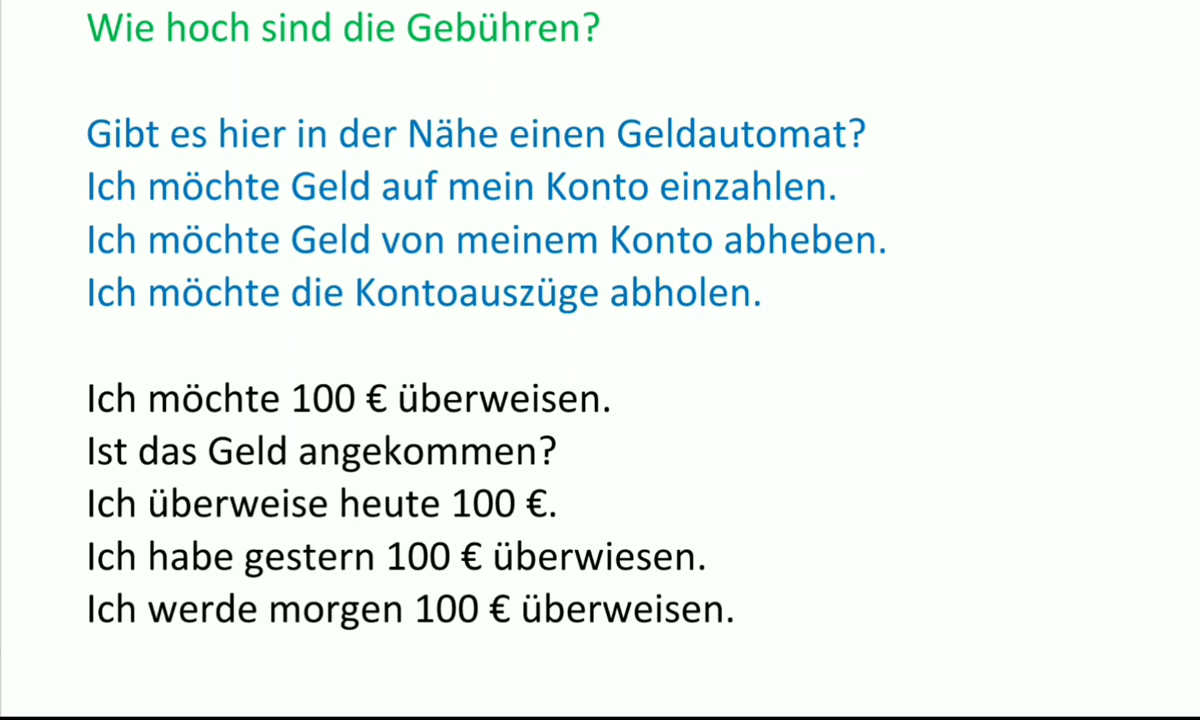 Wie hoch sind die Gebühren?
Gibt es hier in der Nähe einen Geldautomat?
Ich möchte Geld auf mein Konto einzahlen.
Ich möchte Geld von meinem Konto abheben.
Ich möchte die Kontoauszüge abholen.
Ich möchte 100 € überweisen.
Ist das Geld angekommen?
Ich überweise heute 100 €.
Ich habe gestern 100 € überwiesen.
Ich werde morgen 100 € überweisen.